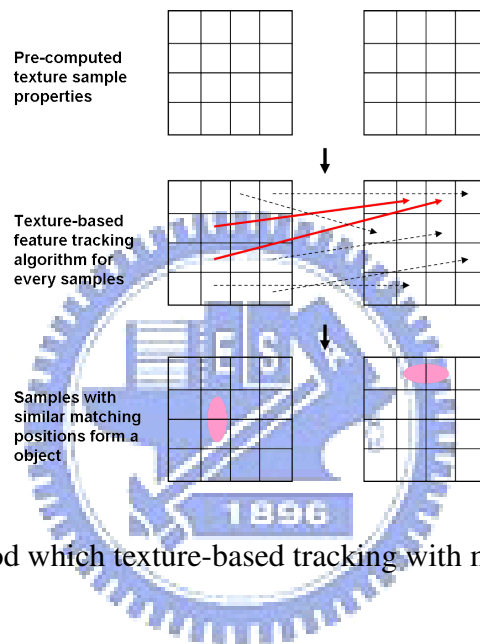 Pre-computed
texture sample
properties
Texture-based
feature tracking
algorithm for
every samples
E S
Samples with
similar matching
positions form a
object
1896
which texture-based tracking with